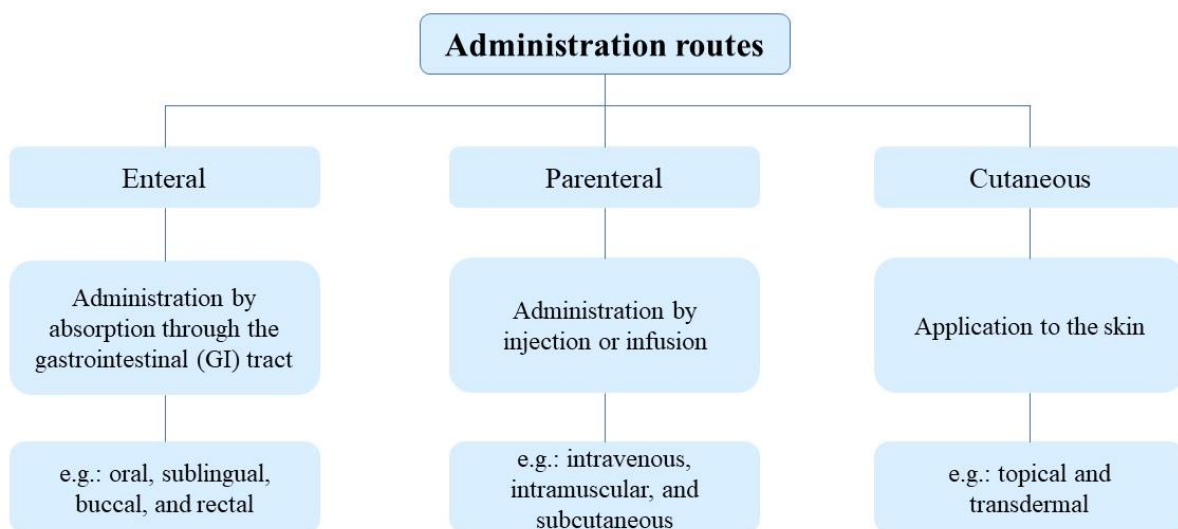 Administration routes
Enteral
Parenteral
Cutaneous
Administration by
absorption through the
gastrointestinal (GI) tract
Administration by
injection or infusion
Application to the skin
e.g.: oral, sublingual,
buccal, and rectal
e.g.: intravenous,
intramuscular, and
subcutaneous
e.g.: topical and
transdermal